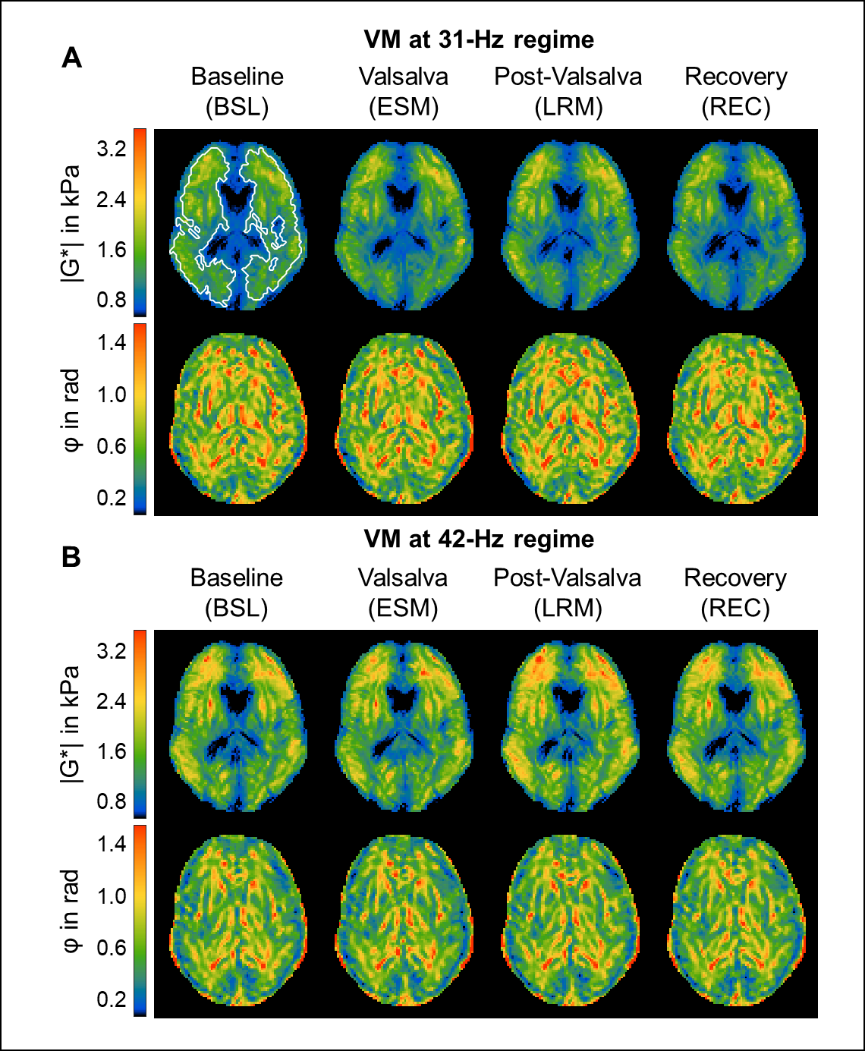 A
VM at 31-Hz regime
Baseline Valsalva Post-Valsalva Recovery
(BSL) (ESM) (LRM) (REC)
|G*| in kPa
3.2
2.4
1.6
0.8
φ in rad
1.4
1.0
0.6
0.2
B
VM at 42-Hz regime
Baseline Valsalva Post-Valsalva Recovery
(BSL) (ESM) (LRM) (REC)
|G*| in kPa
3.2
2.4
1.6
0.8
φ in rad
1.4
1.0
0.6
0.2